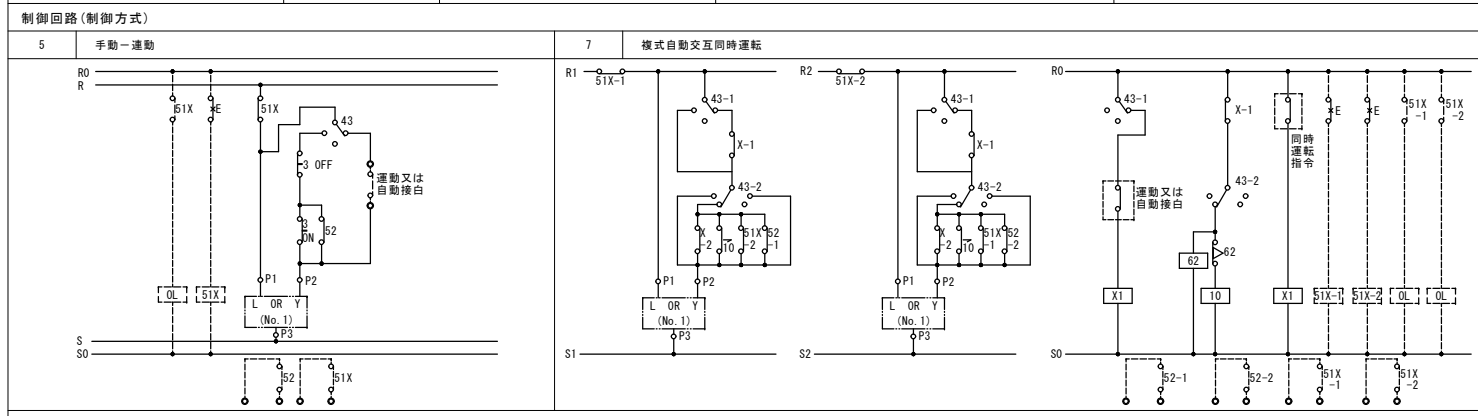 制御回路(制御方式)
5 手動－連動
7 複式自動交互同時運転
R0
R
51X
E
51X
43
3 OFF
運動又は
自動接白
3
ON
52
P1
P2
OL
51X
L OR Y
(No.1)
P3
S
S0
52
51X
R1
51X-1
43-1
X-1
43-2
X
-2
10
51X
-1
52
-2
51X
52
-2
-1
P1
P2
L OR Y
(No.1)
P3
S1
R2
51X-2
43-1
X-1
43-2
X
-2
10
51X
-1
52
-2
P1
P2
L OR Y
(No.1)
P3
S2
R0
43-1
運動又は
自動接白
X-1
43-2
62
62
同時
運転
指令
E
E
51X
-1
51X
-2
X1
10
X1
51X-1
51X-2
OL
OL
S0
52-1
52-2
51X
-1
51X
-2